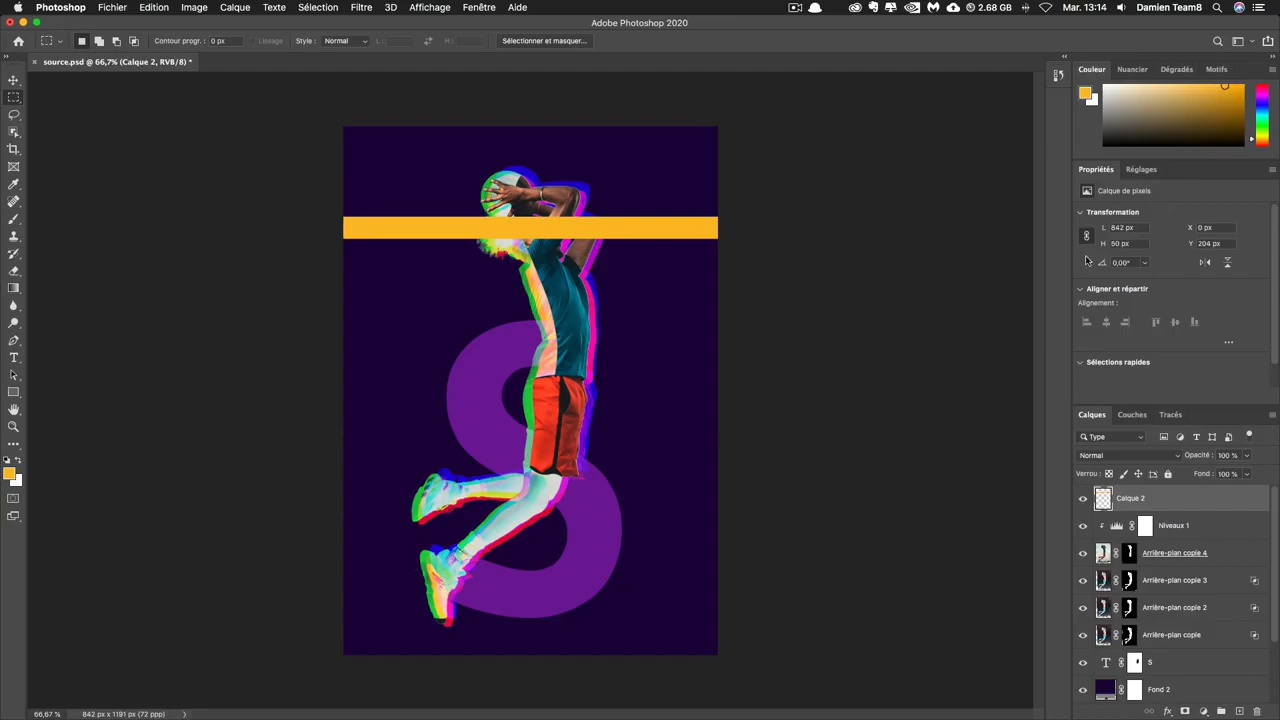 Photoshop Fichier Edition Image Calque Texte Sélection Filtre 3D Affichage Fenêtre Aide 2.68 GB Mar. 13:14 Damien Team8
Adobe Photoshop 2020
Contour progr. : 0 px Lissage Style : Normal L : H : Sélectionner et masquer...
source.psd @ 66,7% (Calque 2, RVB/8) *
Couleur Nuancier Dégradés Motifs
Propriétés Réglages
Calque de pixels
Transformation
L 842 px X 0 px
H 50 px Y 204 px
0,00°
Aligner et répartir
Alignement :
Sélections rapides
Calques Couches Tracés
Type
Normal Opacité : 100 %
Verrou : Fond : 100 %
Calque 2
Niveaux 1
Arrière-plan copie 4
Arrière-plan copie 3
Arrière-plan copie 2
Arrière-plan copie
S
Fond 2
S
66,67 % 842 px x 1191 px (72 ppp)